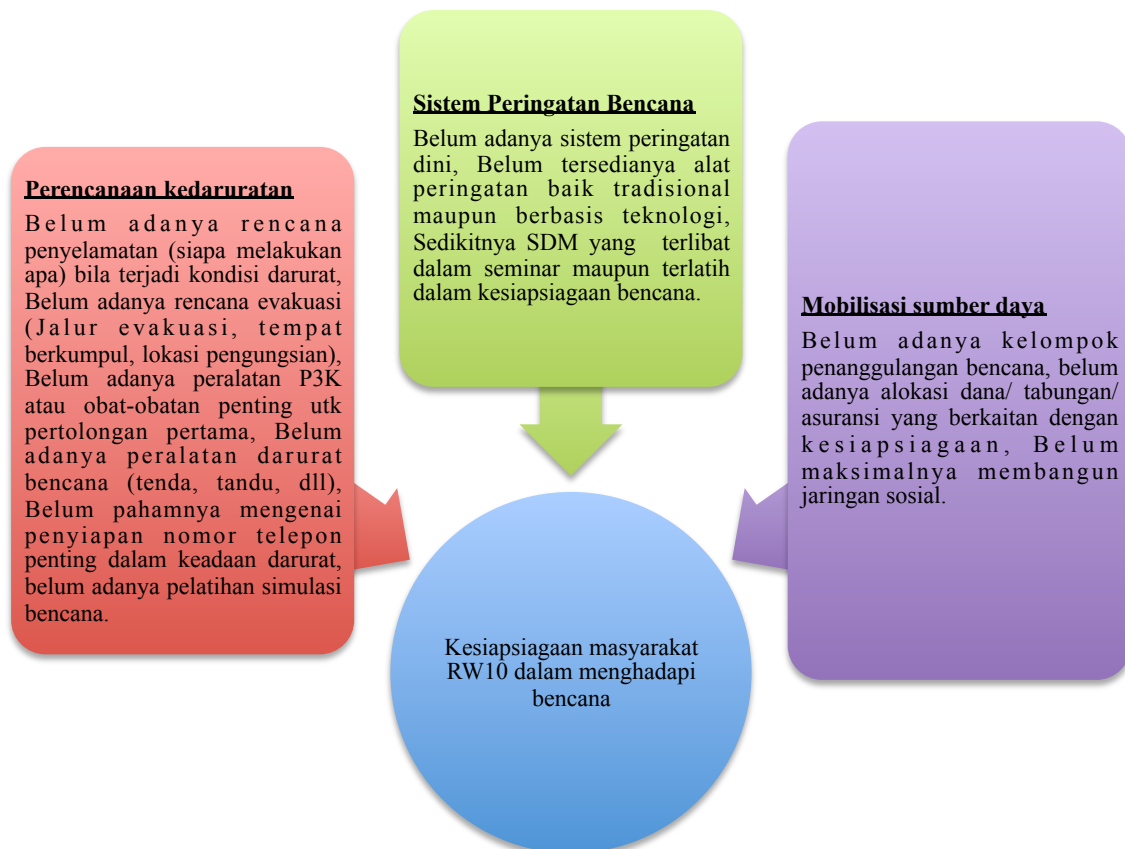 Perencanaan kedaruratan
Belum adanya rencana
penyelamatan (siapa melakukan
apa) bila terjadi kondisi darurat,
Belum adanya rencana evakuasi
(Jalur evakuasi, tempat
berkumpul, lokasi pengungsian),
Belum adanya peralatan P3K
atau obat-obatan penting utk
pertolongan pertama, Belum
adanya peralatan darurat
bencana (tenda, tandu, dll),
Belum pahamnya mengenai
penyiapan nomor telepon
penting dalam keadaan darurat,
belum adanya pelatihan simulasi
bencana.
Sistem Peringatan Bencana
Belum adanya sistem peringatan
dini, Belum tersedianya alat
peringatan baik tradisional
maupun berbasis teknologi,
Sedikitnya SDM yang terlibat
dalam seminar maupun terlatih
dalam kesiapsiagaan bencana.
Mobilisasi sumber daya
Belum adanya kelompok
penanggulangan bencana, belum
adanya alokasi dana/ tabungan/
asuransi yang berkaitan dengan
kesiapsiagaan, Belum
maksimalnya membangun
jaringan sosial.
Kesiapsiagaan masyarakat
RW10 dalam menghadapi
bencana